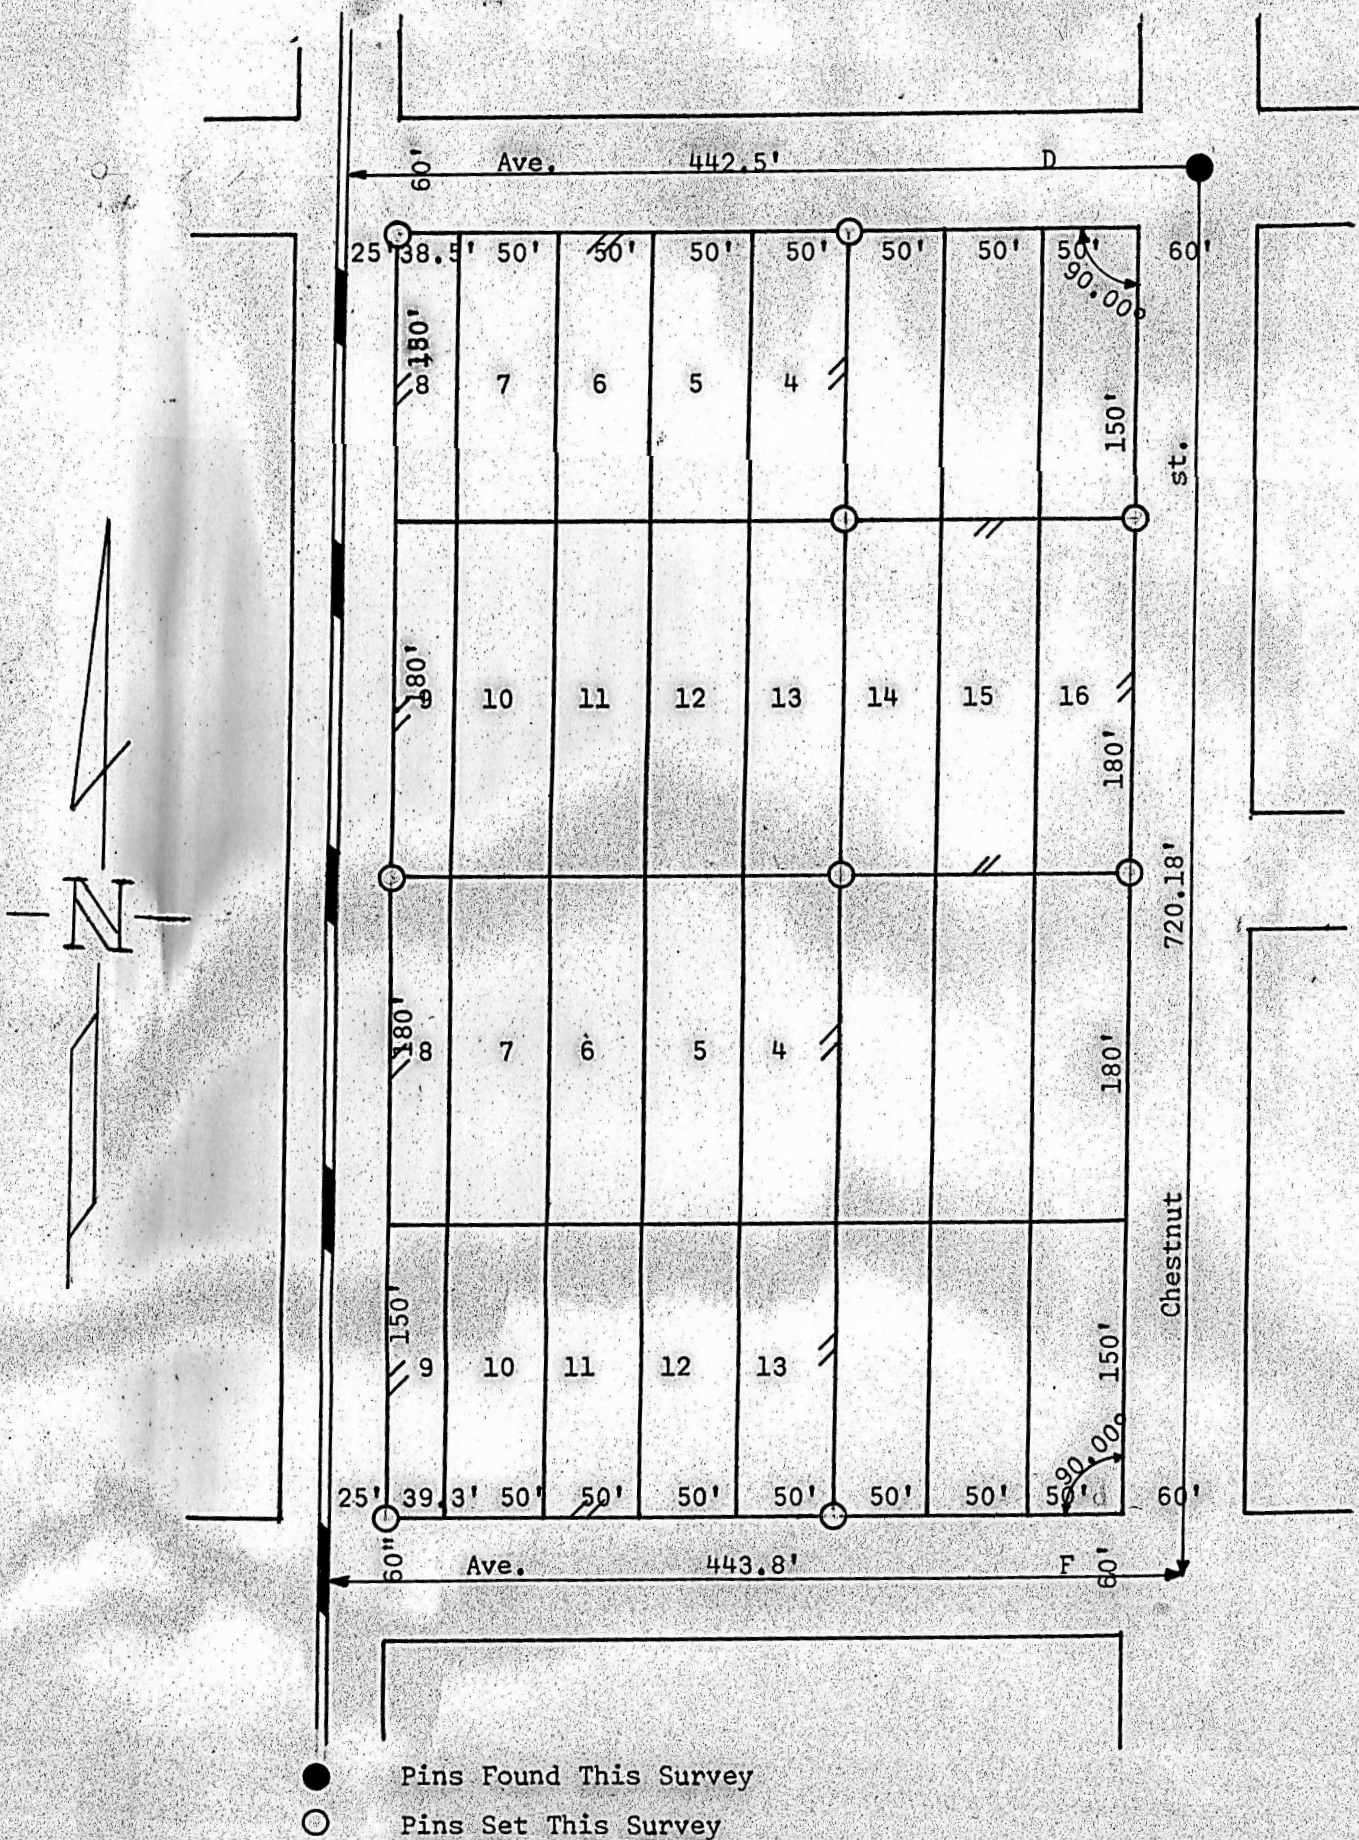 60' Ave. 442.5' D
25' 38.5' 50' 50' 50' 50' 50' 50' 50' 60'
90.00°
180'
8 7 6 5 4
150'
st.
180'
9 10 11 12 13 14 15 16
180'
720.18'
N
180'
8 7 6 5 4
180'
Chestnut
150'
9 10 11 12 13
150'
90.00°
25' 39.3' 50' 50' 50' 50' 50' 50' 50' 60'
60" Ave. 443.8' F 60'
Pins Found This Survey
Pins Set This Survey